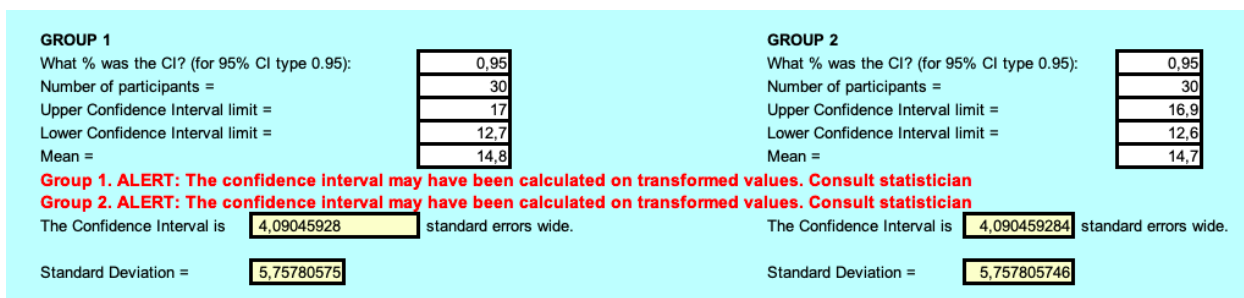 GROUP 1 GROUP 2
What % was the CI? (for 95% CI type 0.95): 0,95 What % was the CI? (for 95% CI type 0.95): 0,95
Number of participants = 30 Number of participants = 30
Upper Confidence Interval limit = 17 Upper Confidence Interval limit = 16,9
Lower Confidence Interval limit = 12,7 Lower Confidence Interval limit = 12,6
Mean = 14,8 Mean = 14,7
Group 1. ALERT: The confidence interval may have been calculated on transformed values. Consult statistician
Group 2. ALERT: The confidence interval may have been calculated on transformed values. Consult statistician
The Confidence Interval is 4,09045928 standard errors wide. The Confidence Interval is 4,090459284 standard errors wide.
Standard Deviation = 5,75780575 Standard Deviation = 5,757805746